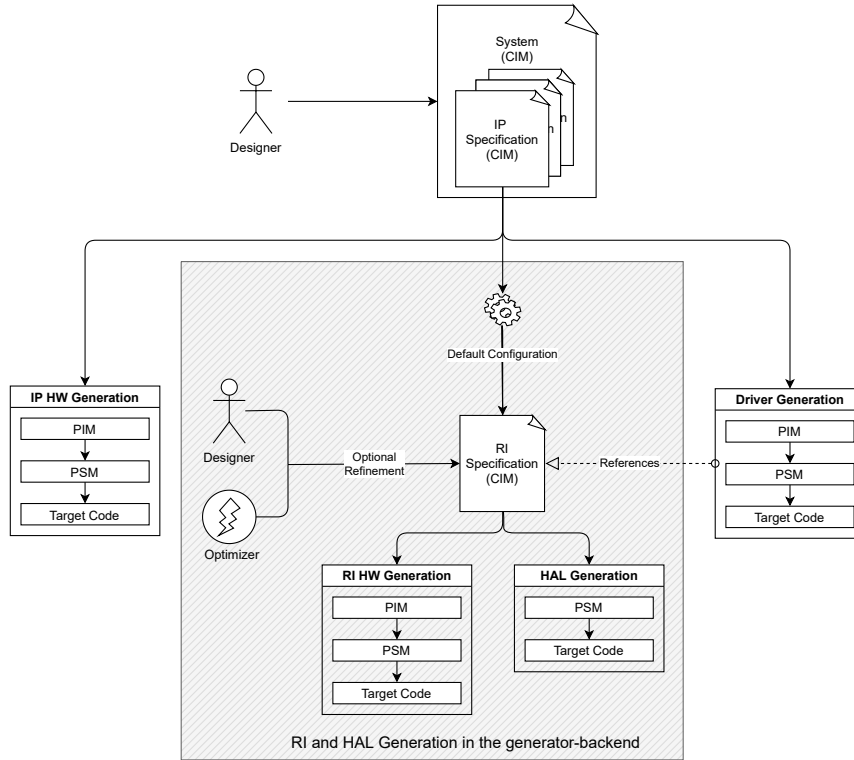 System
(CIM)
IP
Specification
(CIM)
n
n
Designer
Default Configuration
IP HW Generation
PIM
PSM
Target Code
Designer
Optimizer
Optional
Refinement
RI
Specification
(CIM)
References
Driver Generation
PIM
PSM
Target Code
RI HW Generation
PIM
PSM
Target Code
HAL Generation
PSM
Target Code
RI and HAL Generation in the generator-backend